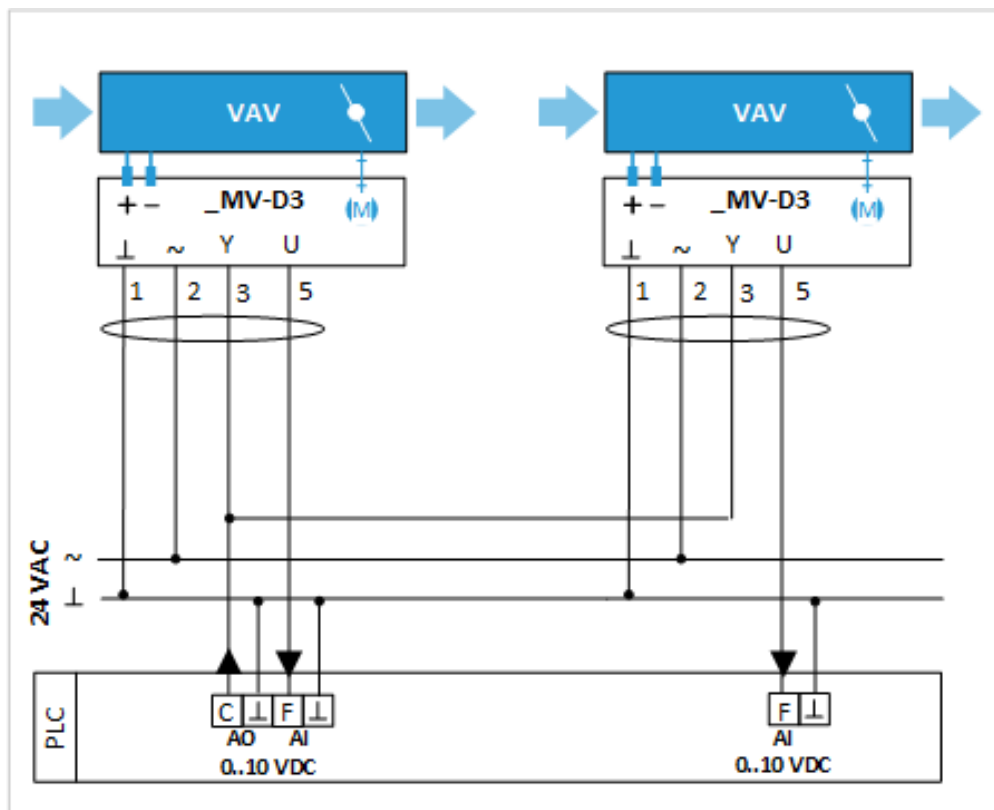 VAV VAV
+ – _MV-D3 M + – _MV-D3 M
⊥ ~ Y U ⊥ ~ Y U
1 2 3 5 1 2 3 5
24 VAC
~
⊥
PLC
C ⊥ F ⊥ F ⊥
AO AI AI
0..10 VDC 0..10 VDC